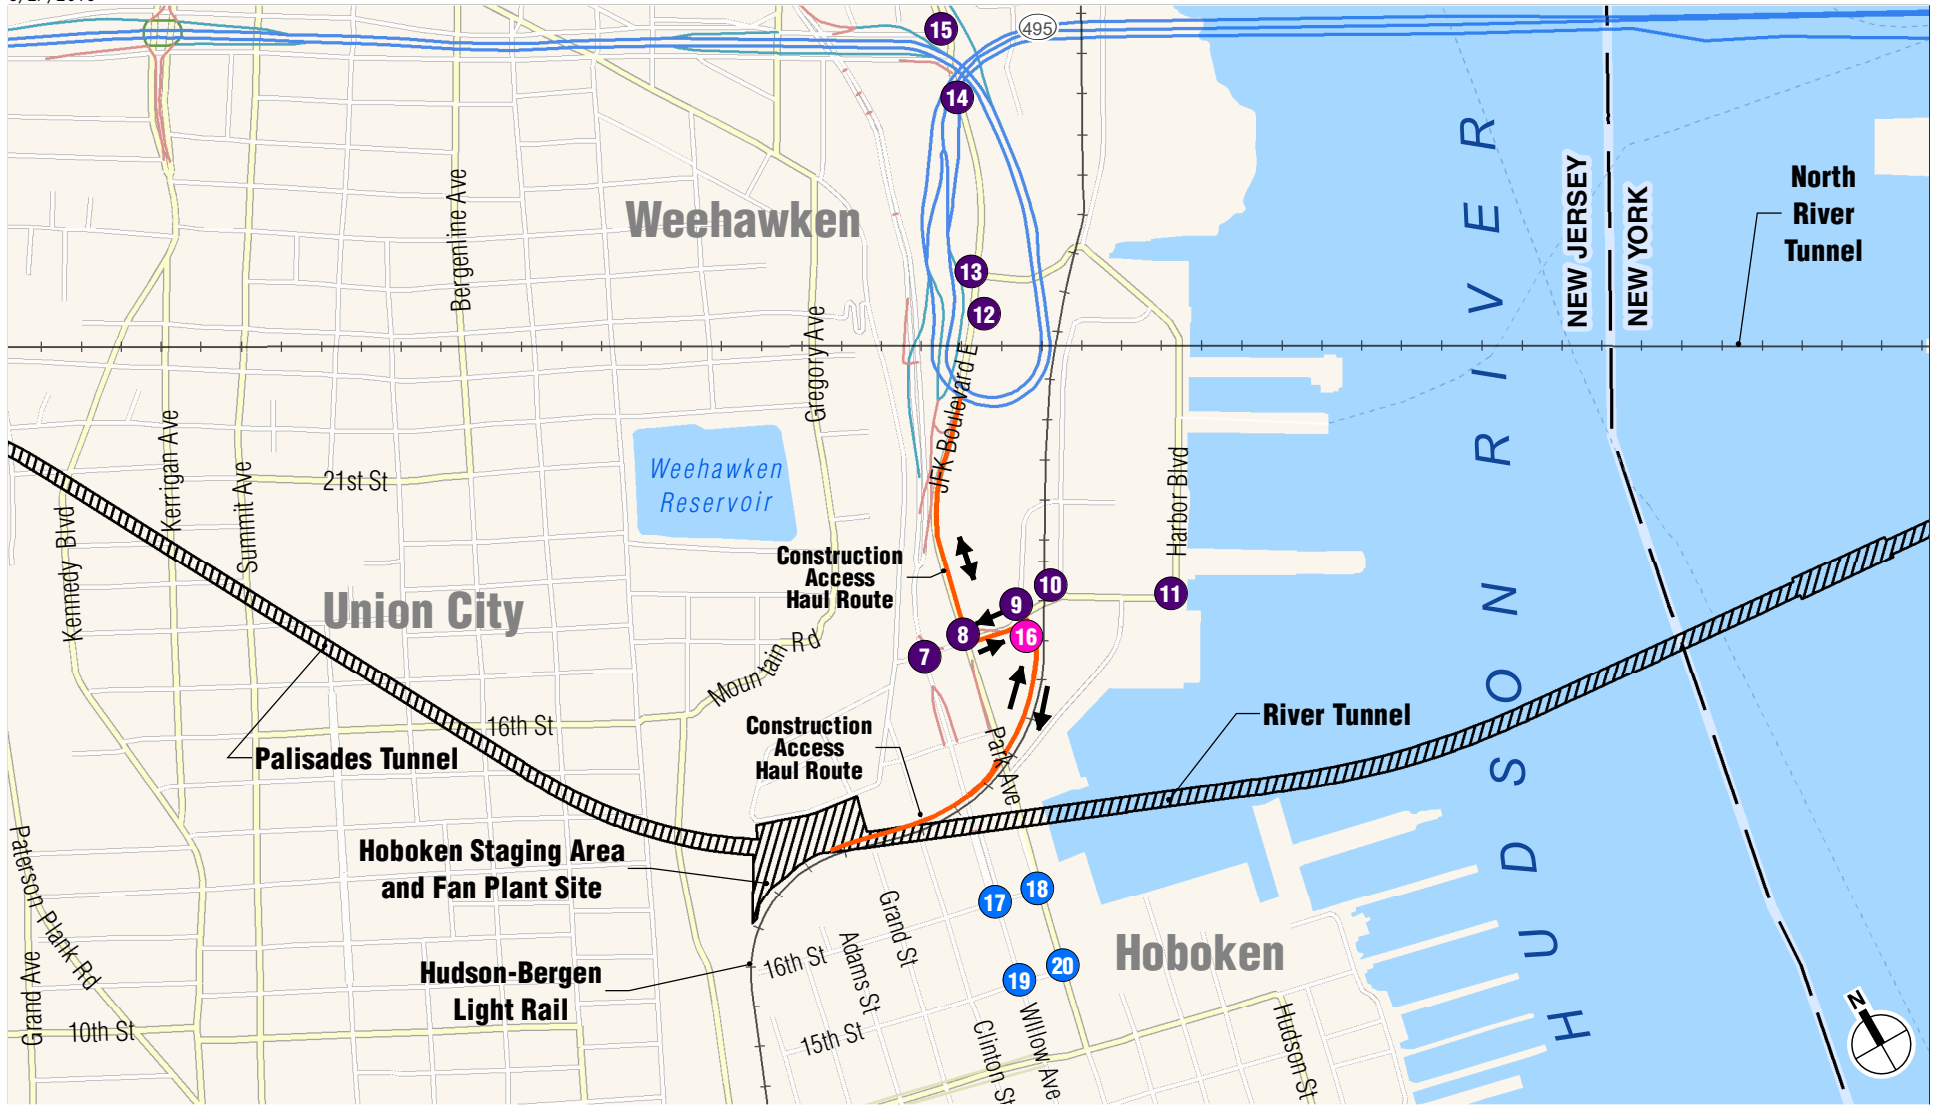 15
495
14
Weehawken
Bergenline Ave
NEW JERSEY
NEW YORK
North
River
Tunnel
13
12
Gregory Ave
JFK Boulevard E
Kerrigan Ave
Summit Ave
21st St
Weehawken
Reservoir
Harbor Blvd
Kennedy Blvd
Construction
Access
Haul Route
10
9
11
8
16
7
Union City
Mountain Rd
16th St
Palisades Tunnel
Construction
Access
Haul Route
Park Ave
River Tunnel
HUDSON RIVER
Paterson Plank Rd
Hoboken Staging Area
and Fan Plant Site
17
18
Grand St
Adams St
16th St
Hoboken
19
20
Hudson-Bergen
Light Rail
Grand Ave
10th St
15th St
Clinton St
Willow Ave
Hudson St
N